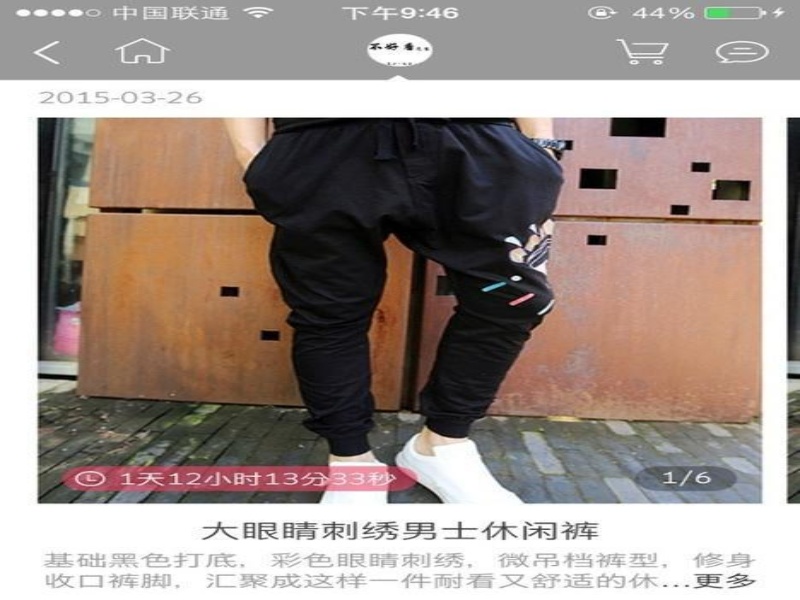 中国联通 下午9:46 44%
不好看
2015-03-26
1天12小时13分33秒
1/6
大眼睛刺绣男士休闲裤
基础黑色打底，彩色眼睛刺绣，微吊档裤型，修身
收口裤脚，汇聚成这样一件耐看又舒适的休...更多